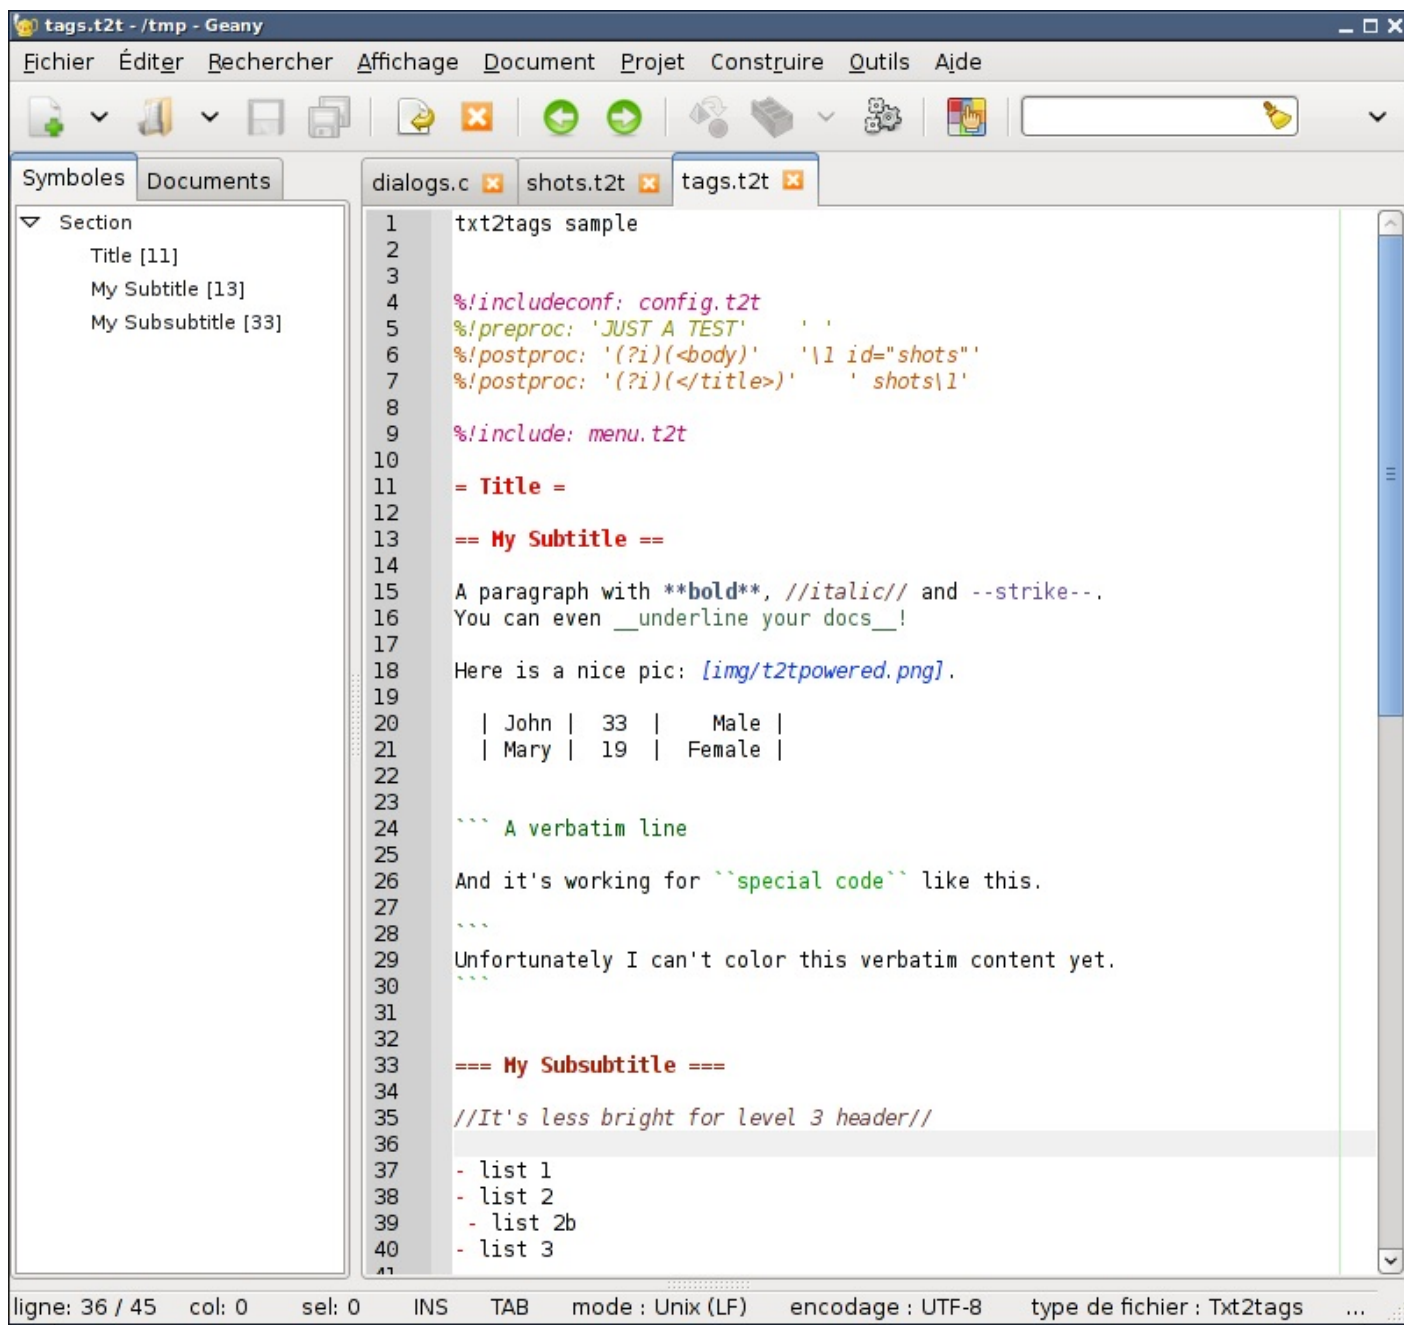 tags.t2t - /tmp - Geany
Fichier Éditer Rechercher Affichage Document Projet Construire Outils Aide
Symboles Documents
dialogs.c shots.t2t tags.t2t
Section
Title [11]
My Subtitle [13]
My Subsubtitle [33]
1 txt2tags sample
2
3
4 %!includeconf: config.t2t
5 %!preproc: 'JUST A TEST'    ' '
6 %!postproc: '(?i)(<body)'   '\1 id="shots"'
7 %!postproc: '(?i)(</title>)'    ' shots\1'
8
9 %!include: menu.t2t
10
11 = Title =
12
13 == My Subtitle ==
14
15 A paragraph with **bold**, //italic// and --strike--.
16 You can even __underline your docs__!
17
18 Here is a nice pic: [img/t2tpowered.png].
19
20   | John |  33  |    Male |
21   | Mary |  19  |  Female |
22
23
24 ``` A verbatim line
25
26 And it's working for ``special code`` like this.
27
28 ```
29 Unfortunately I can't color this verbatim content yet.
30 ```
31
32
33 === My Subsubtitle ===
34
35 //It's less bright for level 3 header//
36
37 - list 1
38 - list 2
39  - list 2b
40 - list 3
41
ligne: 36 / 45 col: 0 sel: 0 INS TAB mode : Unix (LF) encodage : UTF-8 type de fichier : Txt2tags ...